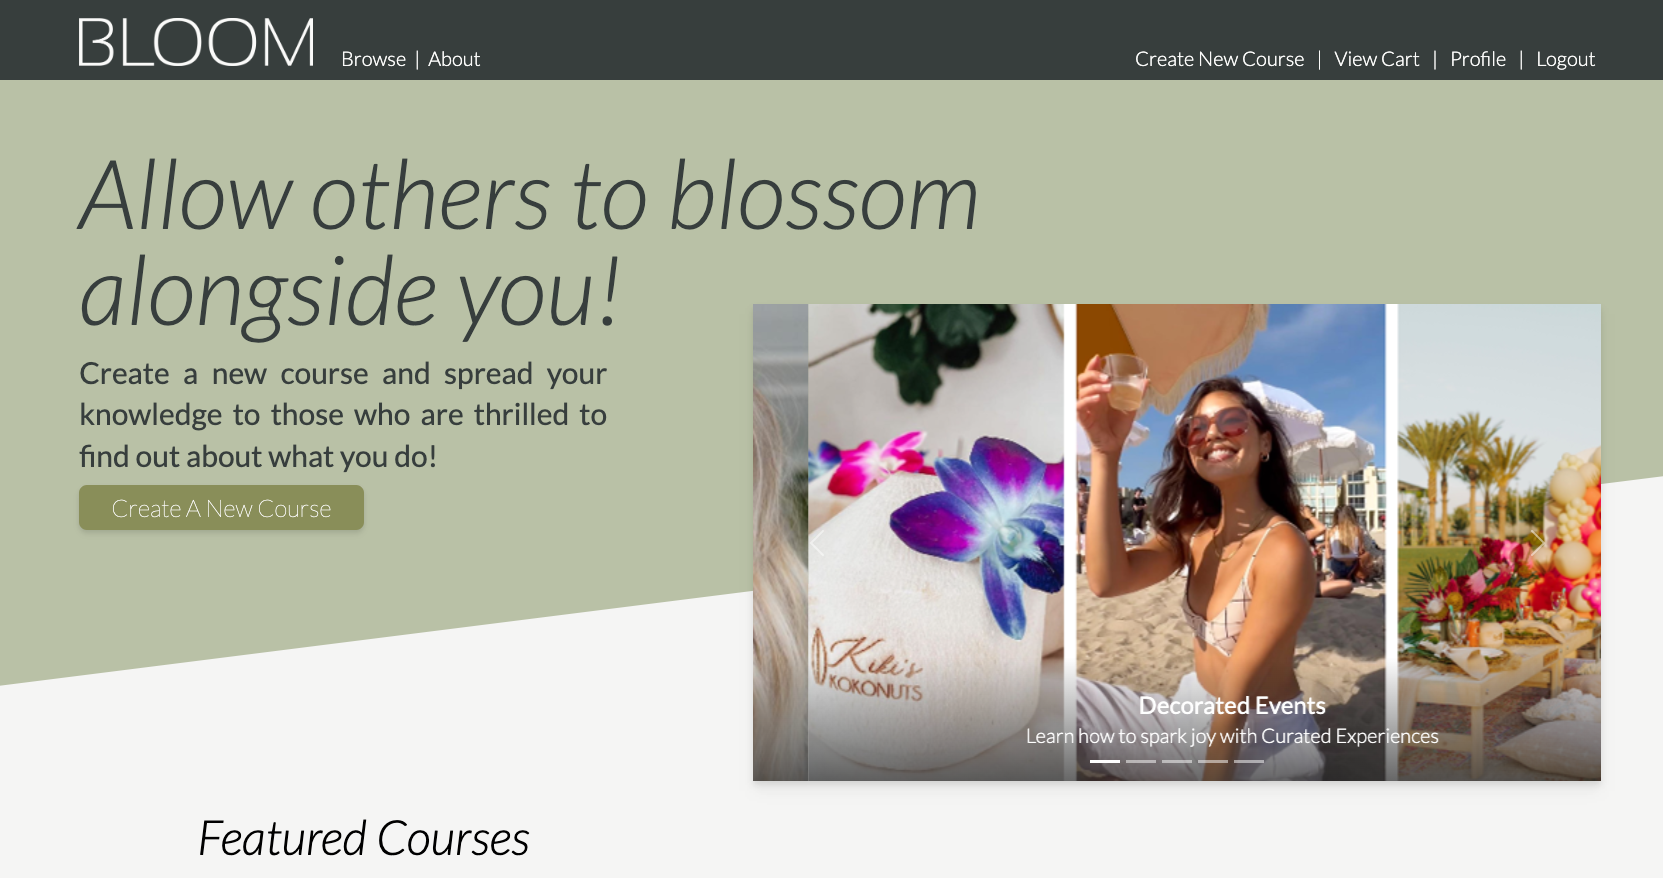 BLOOM Browse | About Create New Course | View Cart | Profile | Logout
Allow others to blossom
alongside you!
Create a new course and spread your
knowledge to those who are thrilled to
find out about what you do!
Create A New Course
Kiki's
KOKONUTS
Decorated Events
Learn how to spark joy with Curated Experiences
Featured Courses